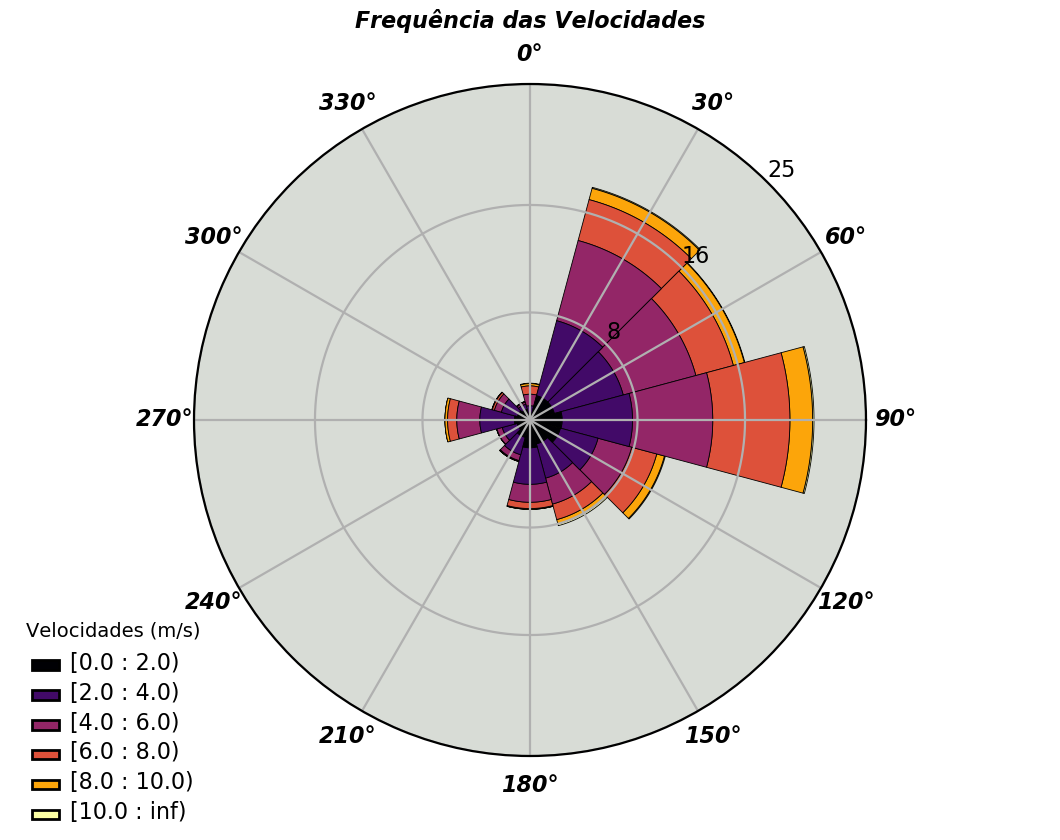 Frequência das Velocidades
0°
330°
30°
25
300°
60°
16
8
270°
90°
240°
120°
210°
150°
180°
Velocidades (m/s)
[0.0 : 2.0)
[2.0 : 4.0)
[4.0 : 6.0)
[6.0 : 8.0)
[8.0 : 10.0)
[10.0 : inf)